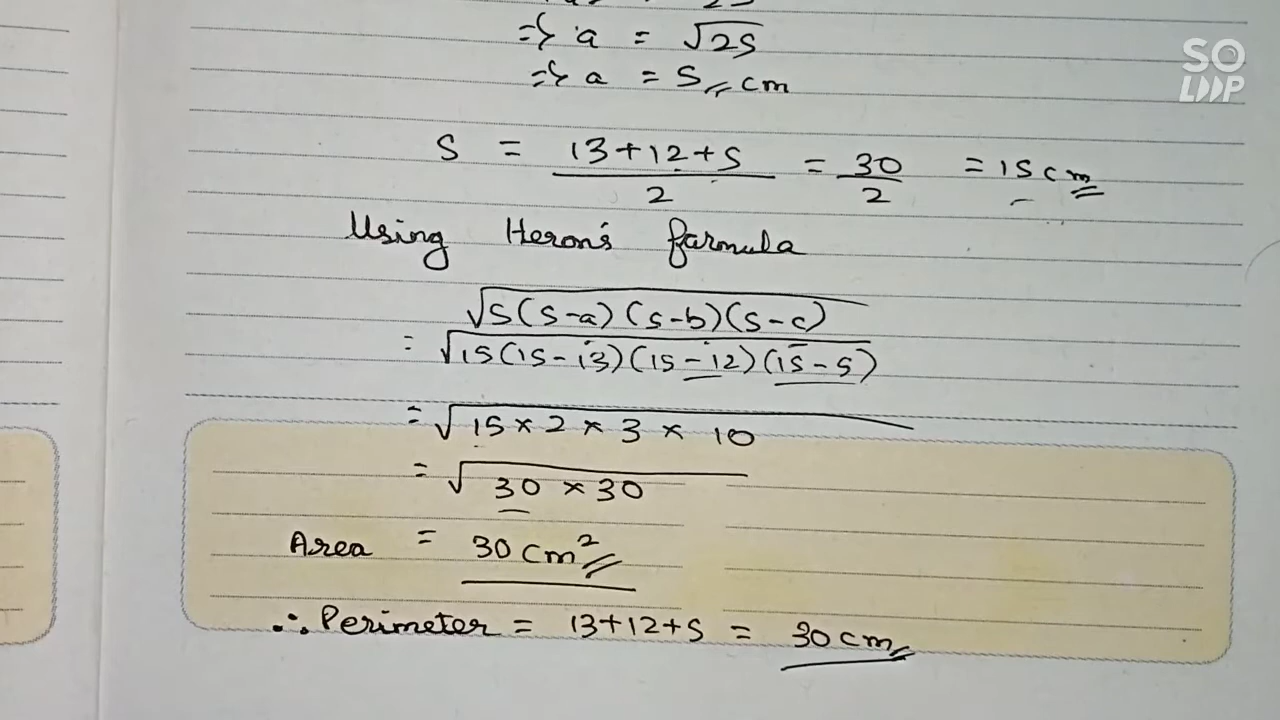 ⇒ a = √25
⇒ a = 5 cm
S = 13+12+5 / 2 = 30 / 2 = 15 cm
Using Heron's farmula
√S(S-a)(S-b)(S-c)
= √15(15-13)(15-12)(15-5)
= √15 × 2 × 3 × 10
= √30 × 30
Area = 30 cm²
∴ Perimeter = 13+12+5 = 30 cm
SO
LOOP